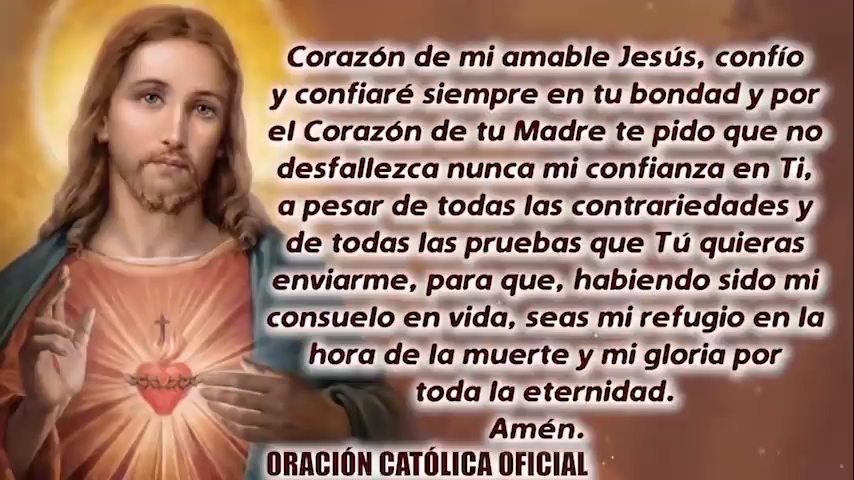 Corazón de mi amable Jesús, confío
y confiaré siempre en tu bondad y por
el Corazón de tu Madre te pido que no
desfallezca nunca mi confianza en Ti,
a pesar de todas las contrariedades y
de todas las pruebas que Tú quieras
enviarme, para que, habiendo sido mi
consuelo en vida, seas mi refugio en la
hora de la muerte y mi gloria por
toda la eternidad.
Amén.
ORACIÓN CATÓLICA OFICIAL